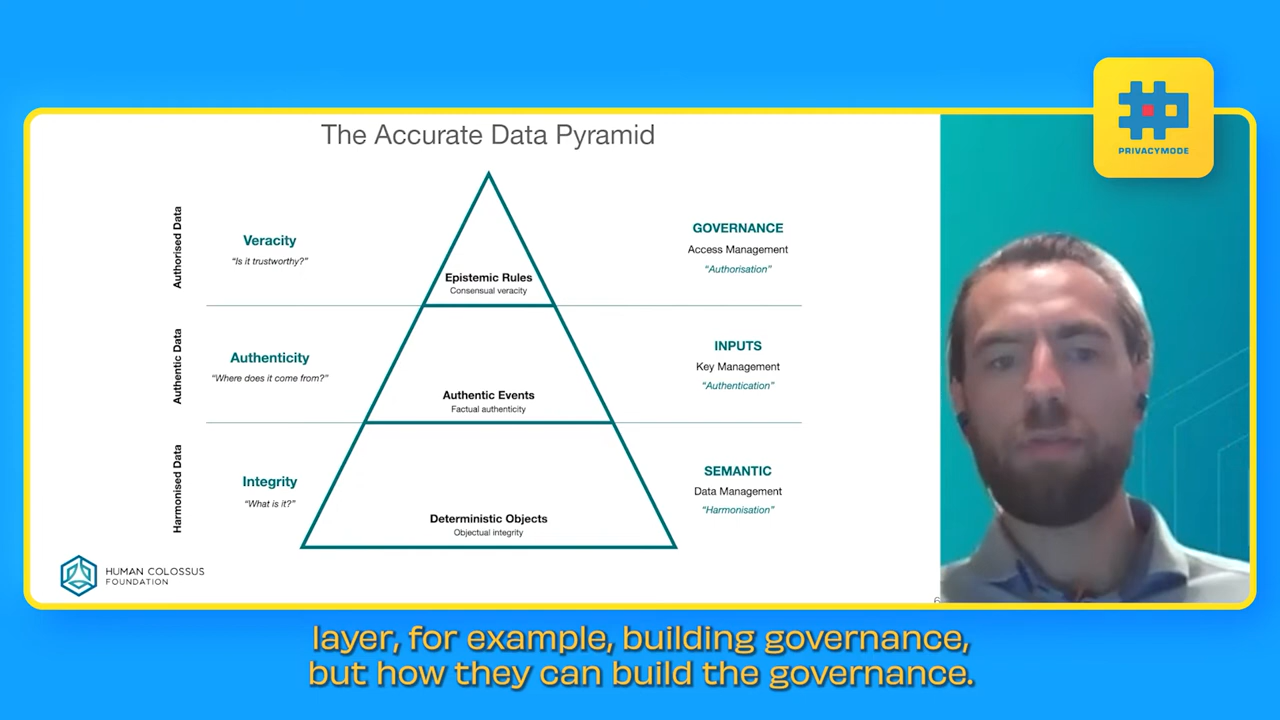 PRIVACYMODE
The Accurate Data Pyramid
Authorised Data
Veracity
"Is it trustworthy?"
Epistemic Rules
Consensual veracity
GOVERNANCE
Access Management
"Authorisation"
Authentic Data
Authenticity
"Where does it come from?"
Authentic Events
Factual authenticity
INPUTS
Key Management
"Authentication"
Harmonised Data
Integrity
"What is it?"
Deterministic Objects
Objectual integrity
SEMANTIC
Data Management
"Harmonisation"
HUMAN COLOSSUS
FOUNDATION
6
layer, for example, building governance,
but how they can build the governance.